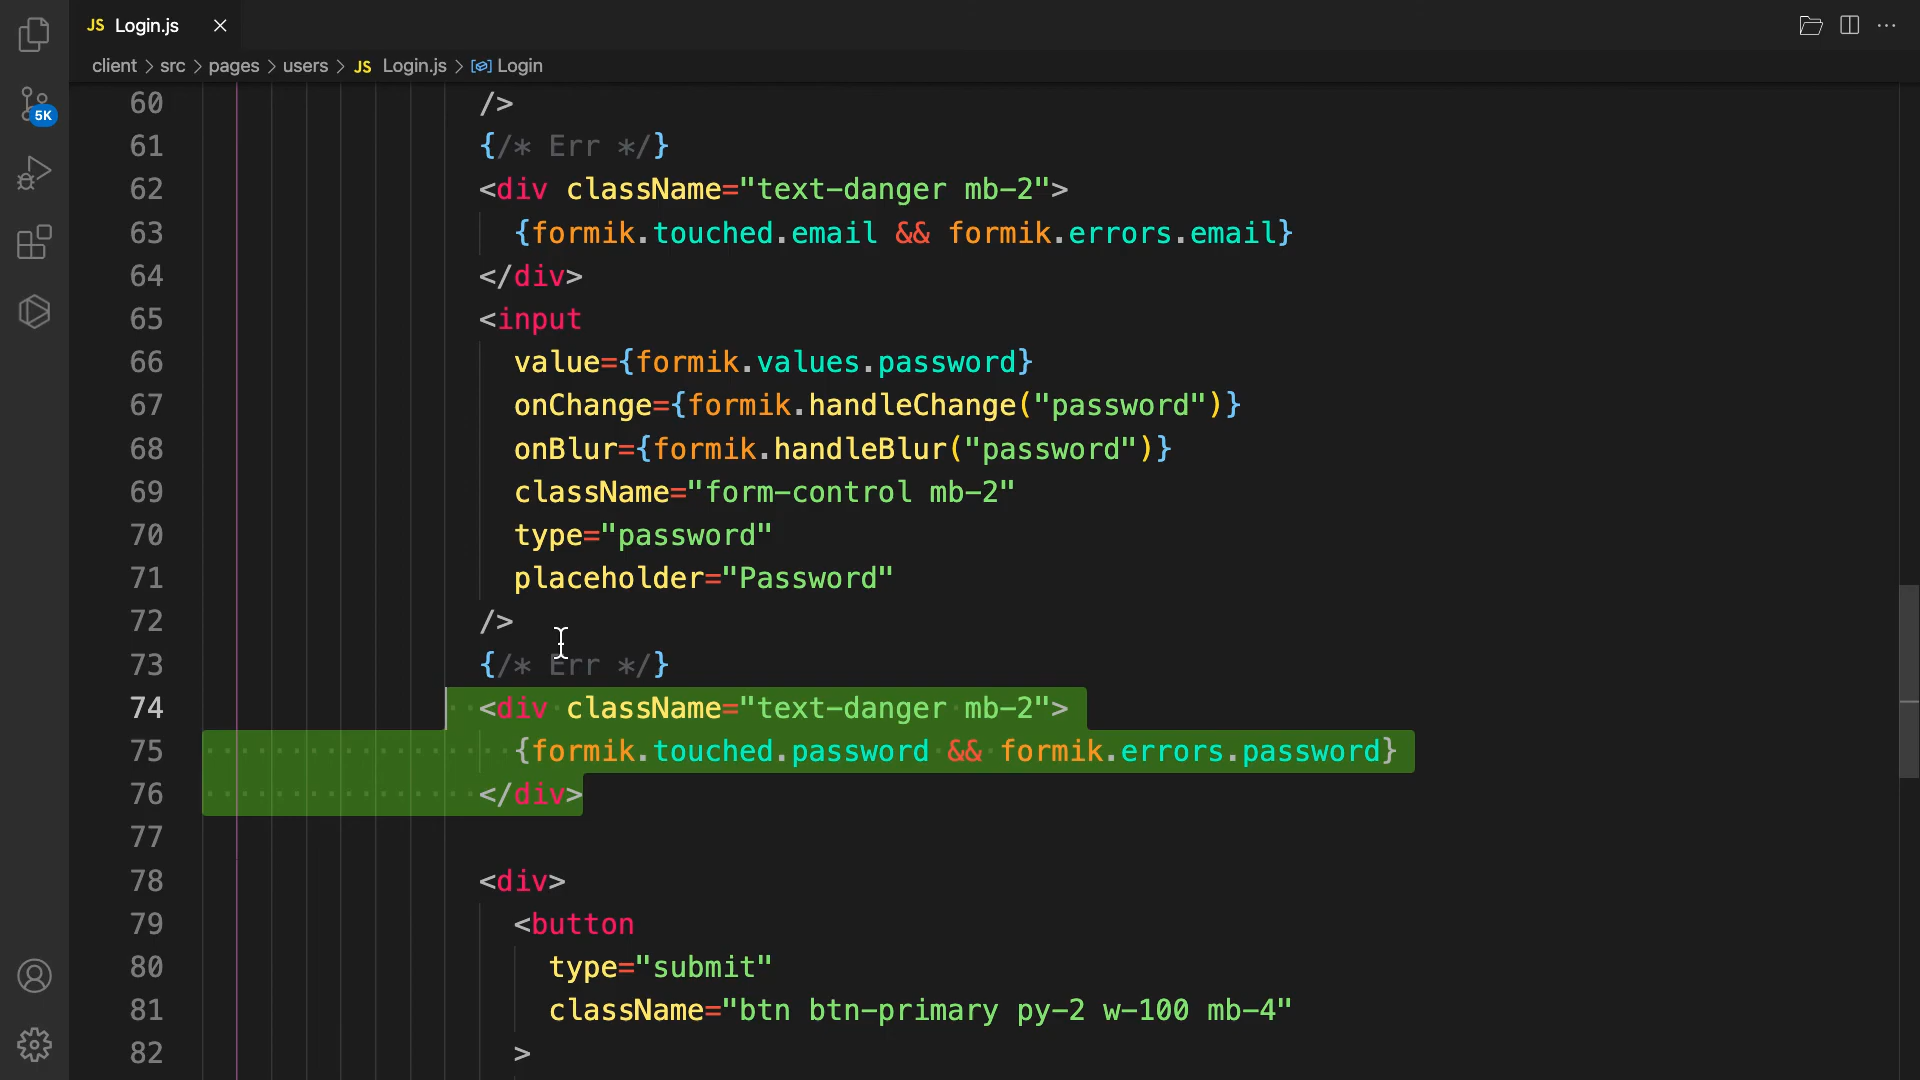 JS Login.js
client > src > pages > users > JS Login.js > Login
5K
60 />
61 {/* Err */}
62 <div className="text-danger mb-2">
63 {formik.touched.email && formik.errors.email}
64 </div>
65 <input
66 value={formik.values.password}
67 onChange={formik.handleChange("password")}
68 onBlur={formik.handleBlur("password")}
69 className="form-control mb-2"
70 type="password"
71 placeholder="Password"
72 />
73 {/* Err */}
74 <div className="text-danger mb-2">
75 {formik.touched.password && formik.errors.password}
76 </div>
77
78 <div>
79 <button
80 type="submit"
81 className="btn btn-primary py-2 w-100 mb-4"
82 >